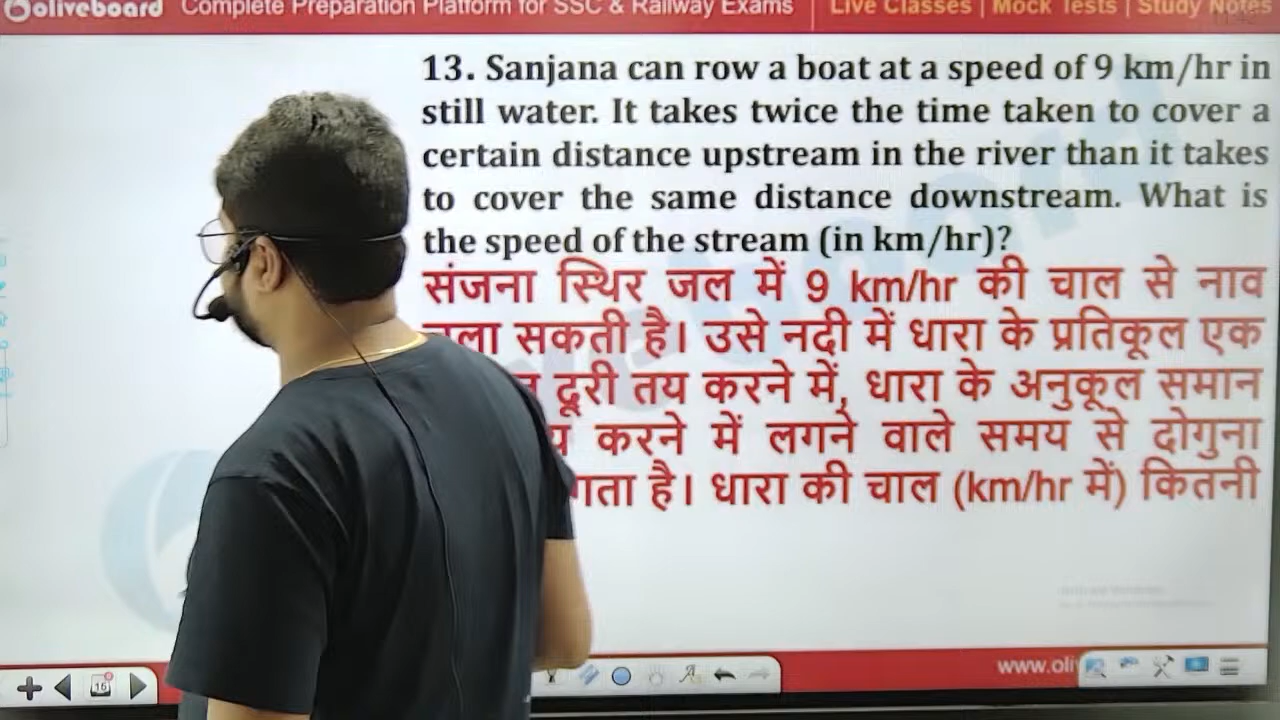 oliveboard Complete Preparation Platform for SSC & Railway Exams Live Classes | Mock Tests | Study Notes
13. Sanjana can row a boat at a speed of 9 km/hr in
still water. It takes twice the time taken to cover a
certain distance upstream in the river than it takes
to cover the same distance downstream. What is
the speed of the stream (in km/hr)?
संजना स्थिर जल में 9 km/hr की चाल से नाव
सकती है। उसे नदी में धारा के प्रतिकूल एक
दूरी तय करने में, धारा के अनुकूल समान
करने में लगने वाले समय से दोगुना
है। धारा की चाल (km/hr में) कितनी
www.oli
16